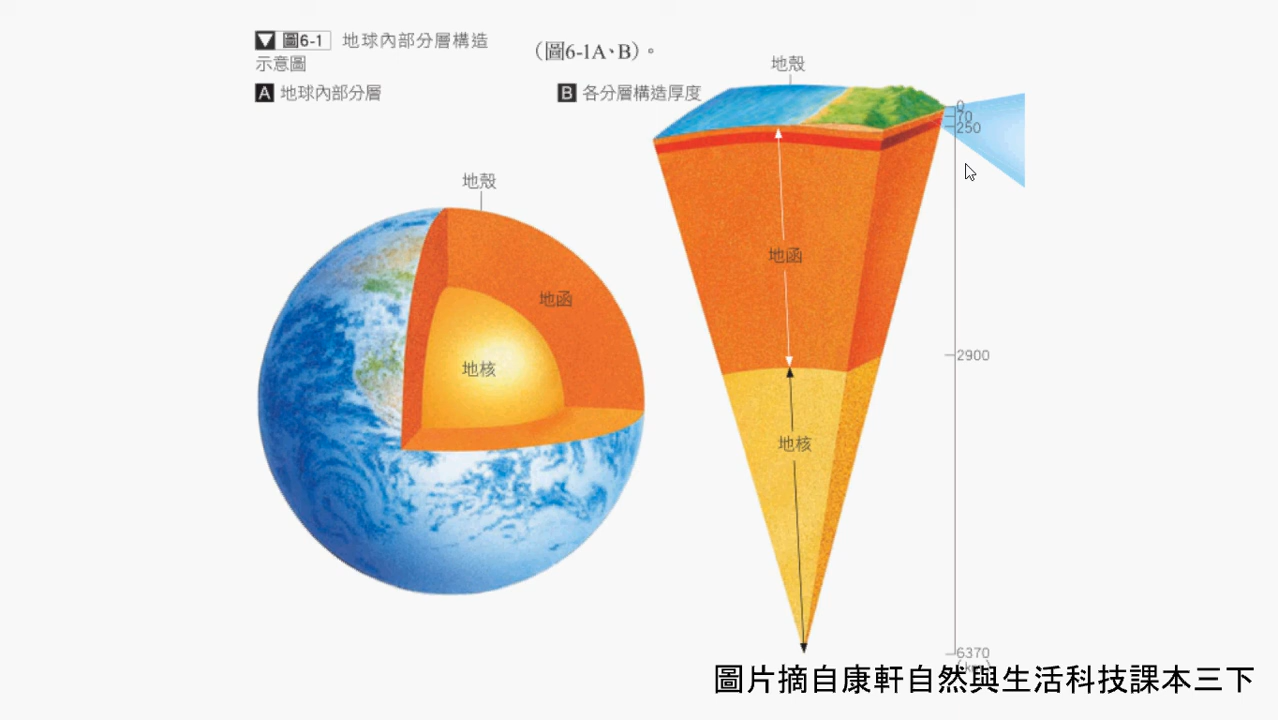 圖6-1 地球內部分層構造
示意圖
(圖6-1A、B)。
A 地球內部分層
B 各分層構造厚度
地殼
地函
地核
地殼
地函
地核
0
70
250
2900
6370
(km)
圖片摘自康軒自然與生活科技課本三下